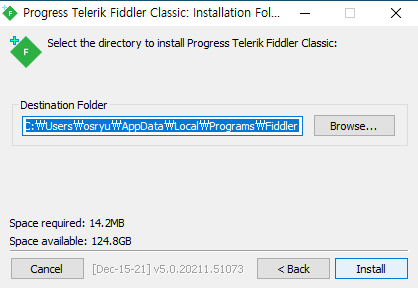 Progress Telerik Fiddler Classic: Installation Fol...
F
Select the directory to install Progress Telerik Fiddler Classic:
Destination Folder
C:₩Users₩osryu₩AppData₩Local₩Programs₩Fiddler
Browse...
Space required: 14.2MB
Space available: 124.8GB
Cancel
[Dec-15-21] v5.0.20211.51073
< Back
Install